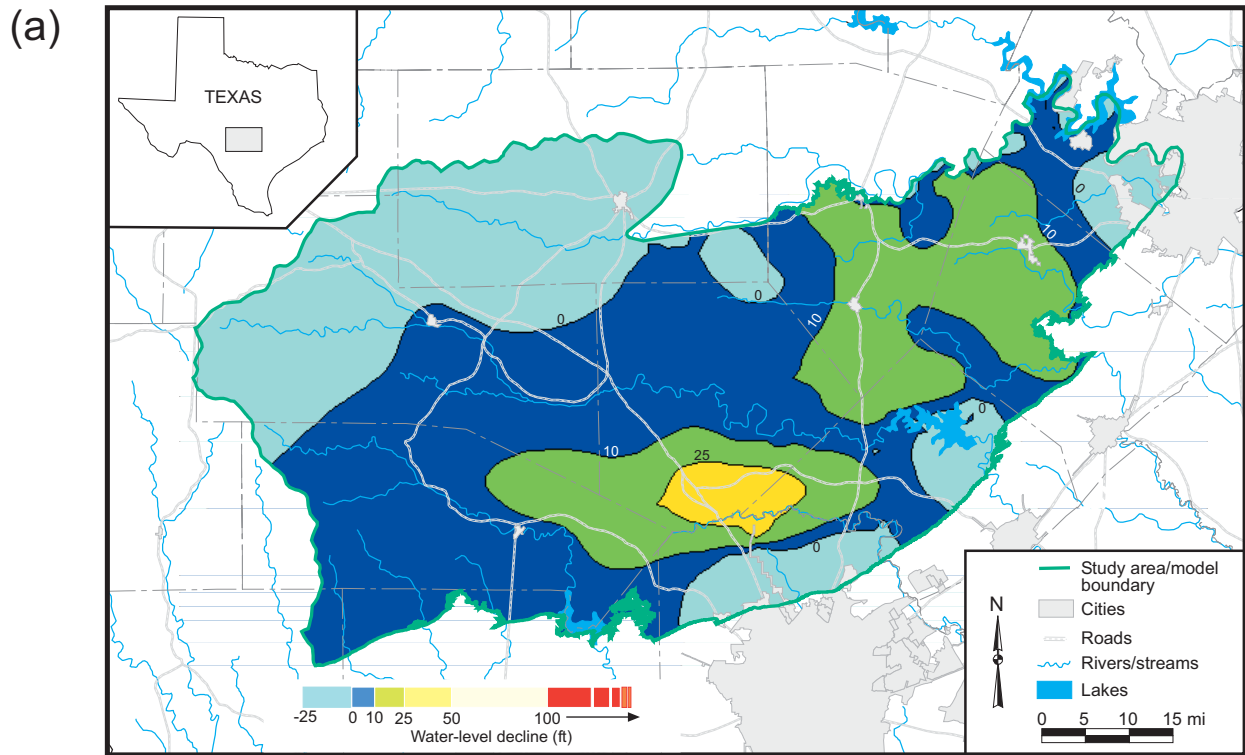 (a)
TEXAS
0
10
0
0
10
0
10
25
0
N
Study area/model
boundary
Cities
Roads
Rivers/streams
Lakes
0 5 10 15 mi
-25 0 10 25 50 100
Water-level decline (ft)